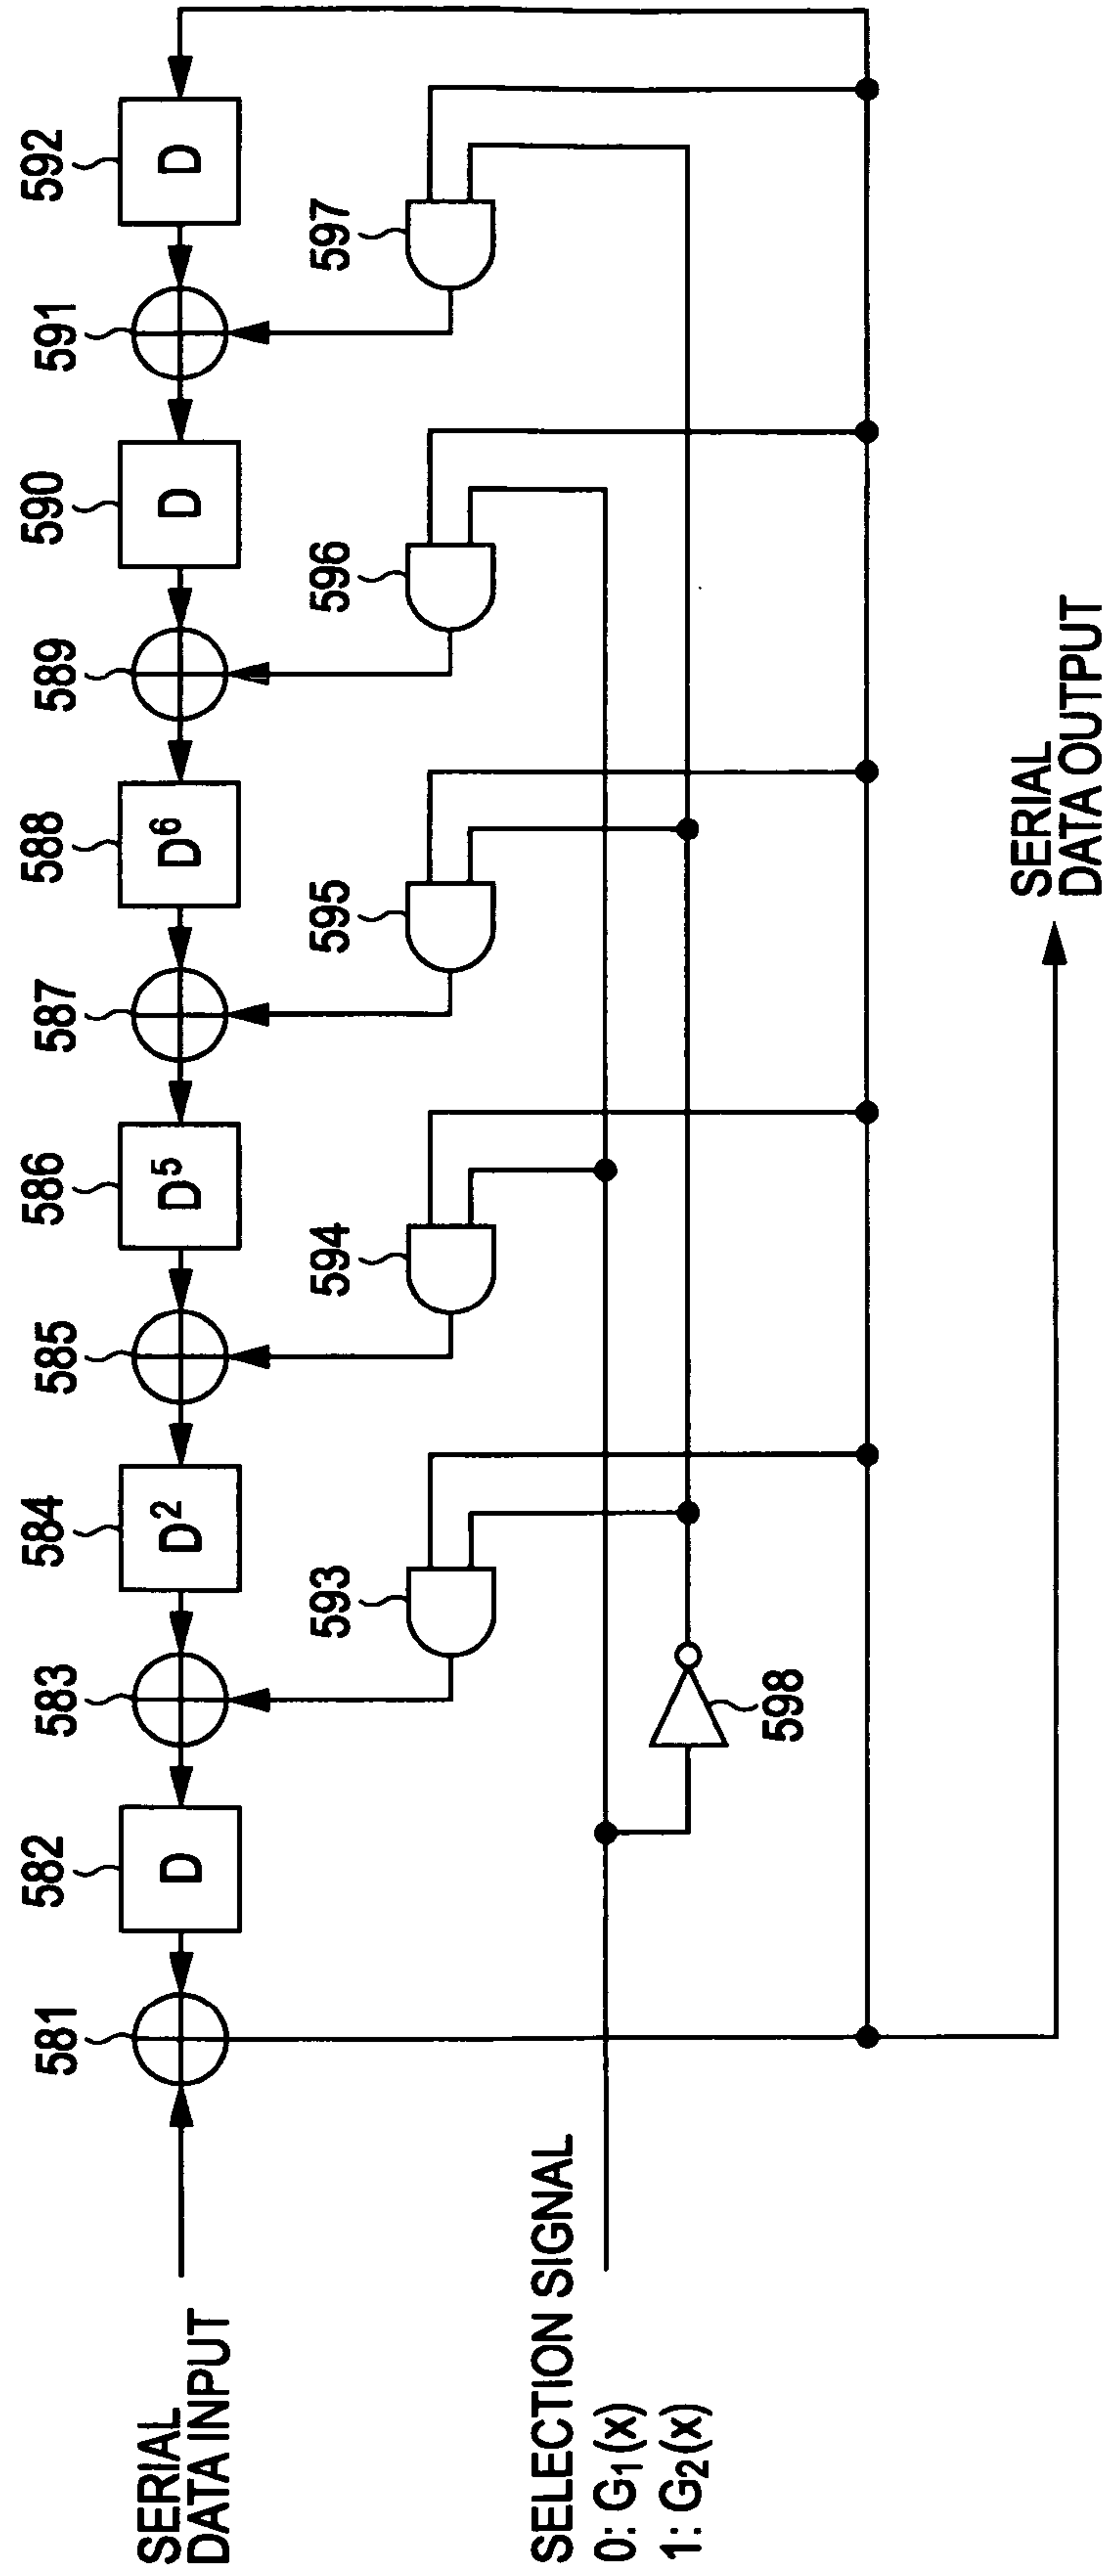 SERIAL
DATA INPUT
581
582
D
583
584
D²
585
586
D⁵
587
588
D⁶
589
590
D
591
592
D
593
594
595
596
597
SELECTION SIGNAL
0: G₁(x)
1: G₂(x)
598
SERIAL
DATA OUTPUT